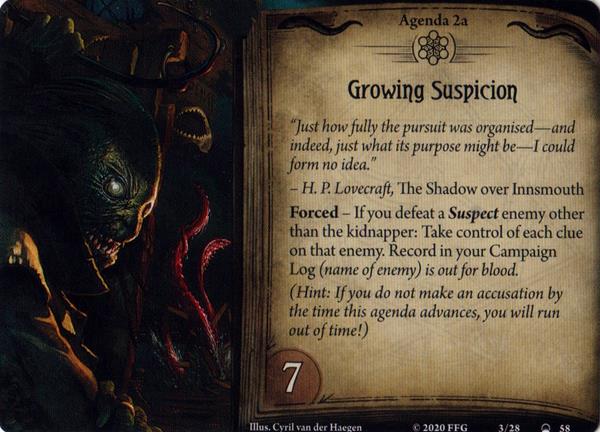 Agenda 2a
Growing Suspicion
"Just how fully the pursuit was organised—and
indeed, just what its purpose might be—I could
form no idea."
– H. P. Lovecraft, The Shadow over Innsmouth
Forced – If you defeat a Suspect enemy other
than the kidnapper: Take control of each clue
on that enemy. Record in your Campaign
Log (name of enemy) is out for blood.
(Hint: If you do not make an accusation by
the time this agenda advances, you will run
out of time!)
7
Illus. Cyril van der Haegen
© 2020 FFG
3/28
58